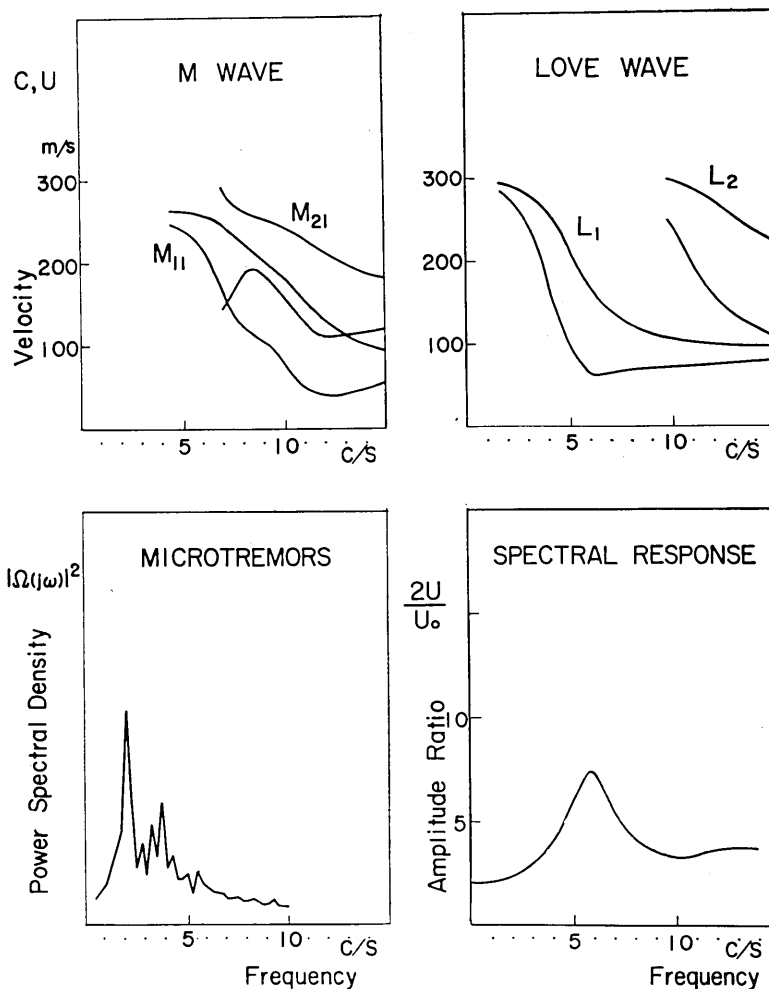 M WAVE
C,U
m/s
300
200
100
Velocity
M21
M11
5
10
C/S
LOVE WAVE
300
200
100
L1
L2
5
10
C/S
MICROTREMORS
|Ω(jω)|²
Power Spectral Density
5
10
C/S
Frequency
SPECTRAL RESPONSE
2U
U₀
Amplitude Ratio
10
5
5
10
C/S
Frequency